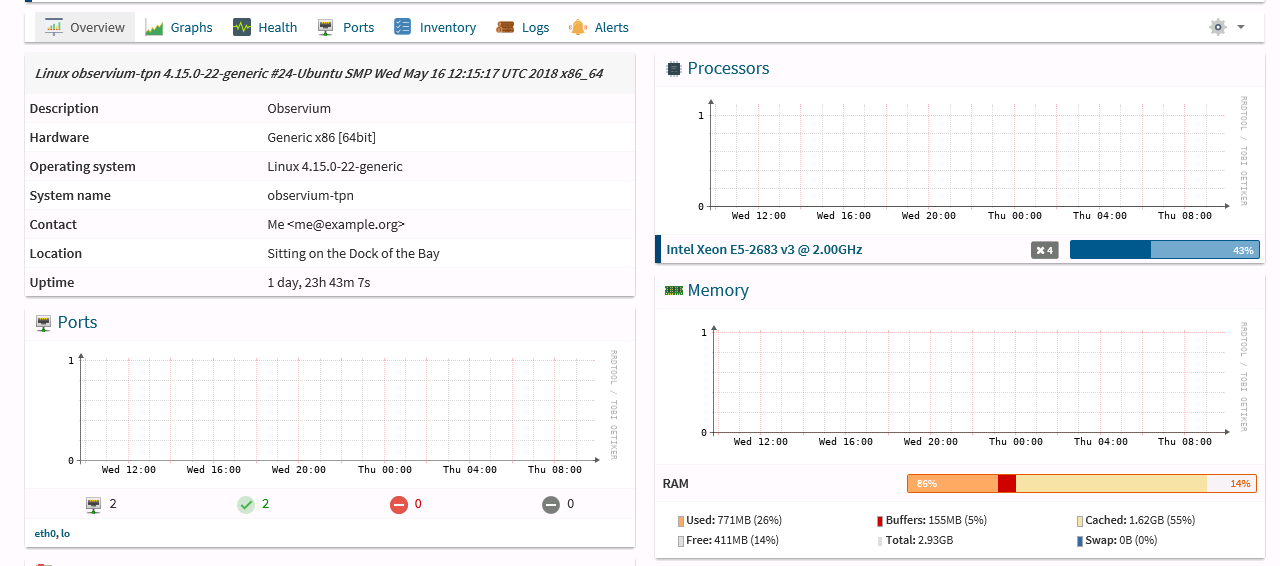 Overview Graphs Health Ports Inventory Logs Alerts
Linux observium-tpn 4.15.0-22-generic #24-Ubuntu SMP Wed May 16 12:15:17 UTC 2018 x86_64
Description Observium
Hardware Generic x86 [64bit]
Operating system Linux 4.15.0-22-generic
System name observium-tpn
Contact Me <me@example.org>
Location Sitting on the Dock of the Bay
Uptime 1 day, 23h 43m 7s
Ports
1
0
Wed 12:00 Wed 16:00 Wed 20:00 Thu 00:00 Thu 04:00 Thu 08:00
RRDTOOL / TOBI OETIKER
2 2 0 0
eth0, lo
Processors
1
0
Wed 12:00 Wed 16:00 Wed 20:00 Thu 00:00 Thu 04:00 Thu 08:00
RRDTOOL / TOBI OETIKER
Intel Xeon E5-2683 v3 @ 2.00GHz ✖ 4 43%
Memory
1
0
Wed 12:00 Wed 16:00 Wed 20:00 Thu 00:00 Thu 04:00 Thu 08:00
RRDTOOL / TOBI OETIKER
RAM 86% 14%
Used: 771MB (26%) Buffers: 155MB (5%) Cached: 1.62GB (55%)
Free: 411MB (14%) Total: 2.93GB Swap: 0B (0%)